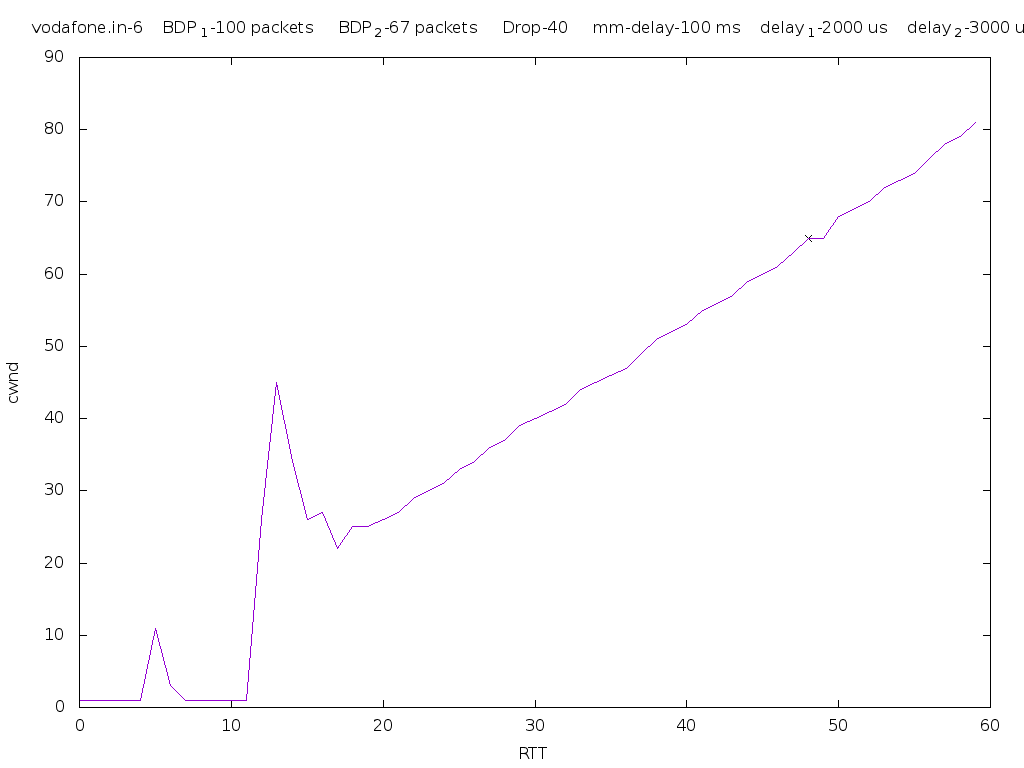 vodafone.in-6 BDP₁-100 packets BDP₂-67 packets Drop-40 mm-delay-100 ms delay₁-2000 us delay₂-3000 u
90
80
70
60
50
40
30
20
10
0
cwnd
0 10 20 30 40 50 60
RTT